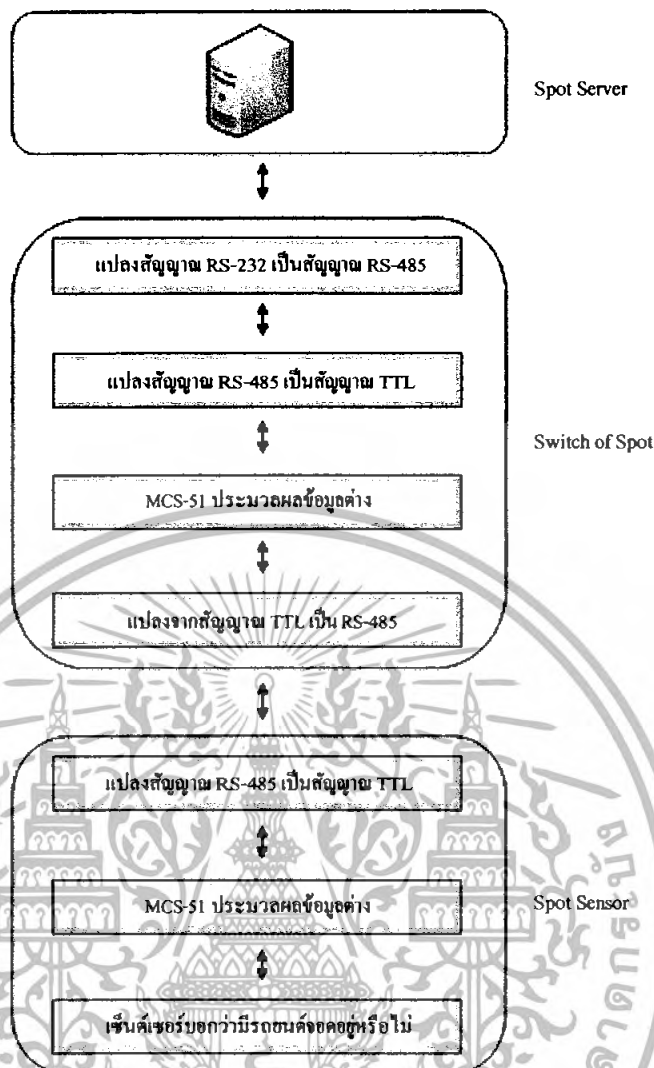 Spot Server
แปลงสัญญาณ RS-232 เป็นสัญญาณ RS-485
แปลงสัญญาณ RS-485 เป็นสัญญาณ TTL
Switch of Spot
MCS-51 ประมวลผลข้อมูลต่าง
แปลงจากสัญญาณ TTL เป็น RS-485
แปลงสัญญาณ RS-485 เป็นสัญญาณ TTL
MCS-51 ประมวลผลข้อมูลต่าง
Spot Sensor
เซ็นต์เซอร์บอกว่ามีรถยนต์จอดอยู่หรือไม่